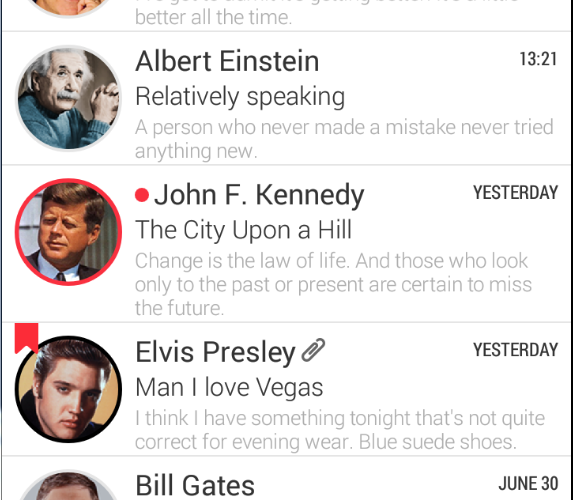 better all the time.
Albert Einstein 13:21
Relatively speaking
A person who never made a mistake never tried
anything new.
John F. Kennedy YESTERDAY
The City Upon a Hill
Change is the law of life. And those who look
only to the past or present are certain to miss
the future.
Elvis Presley YESTERDAY
Man I love Vegas
I think I have something tonight that's not quite
correct for evening wear. Blue suede shoes.
Bill Gates JUNE 30